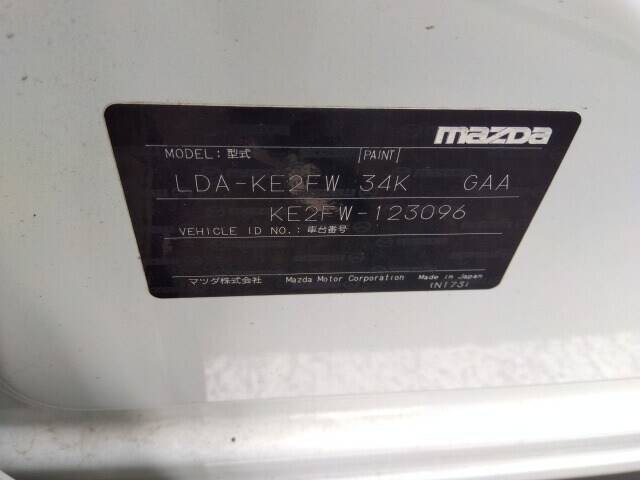 mazda
MODEL: 型式 [PAINT]
LDA-KE2FW 34K GAA
KE2FW-123096
VEHICLE ID NO.: 車台番号
マツダ株式会社 Mazda Motor Corporation Made in Japan
(N173)